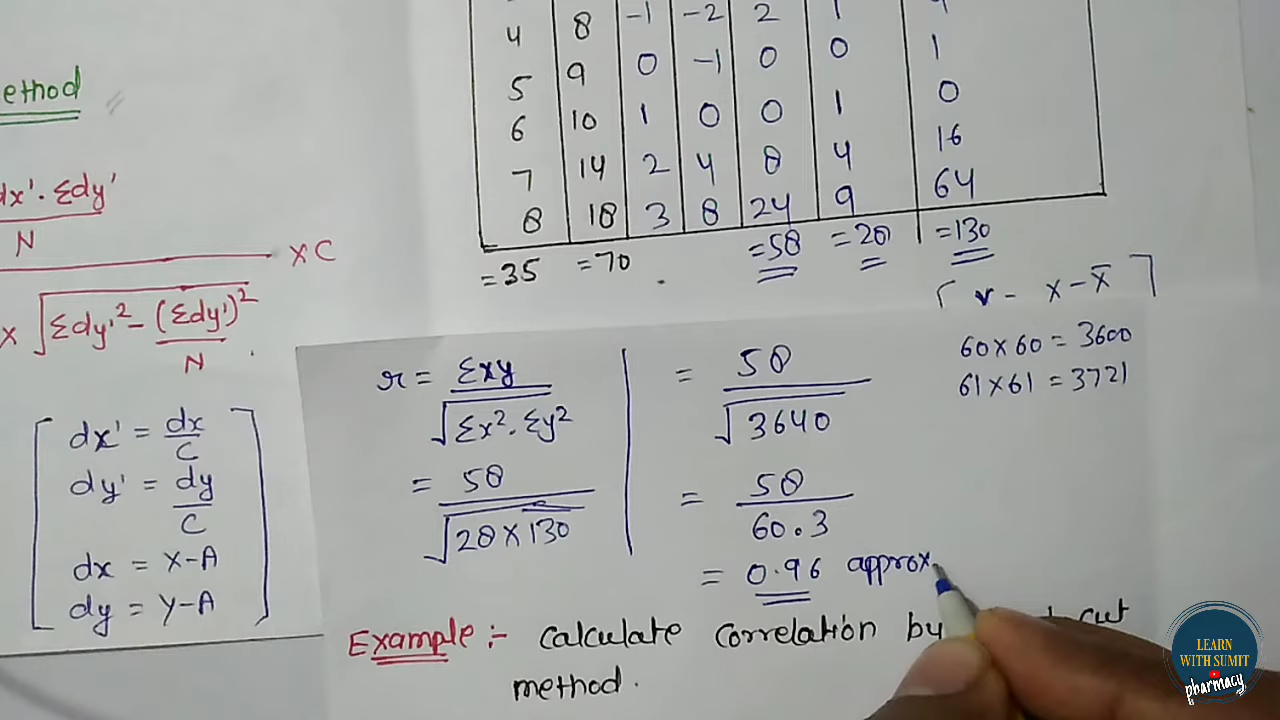 ethod
dx'. Σdy'
N
× C
× √Σdy'² - (Σdy')²
N
dx' = dx
C
dy' = dy
C
dx = x-A
dy = y-A
4 8 -1 -2 2 1
5 9 0 -1 0 0 1
6 10 1 0 0 1 0
7 14 2 4 8 4 16
8 18 3 8 24 9 64
=35 =70 =58 =28 =130
x - x̄
60×60 = 3600
61×61 = 3721
r = Σxy
√Σx².Σy²
= 58
√28×130
= 58
√3640
= 58
60.3
= 0.96 approx
Example :- Calculate correlation by cut
method.
LEARN
WITH SUMIT
pharmacy